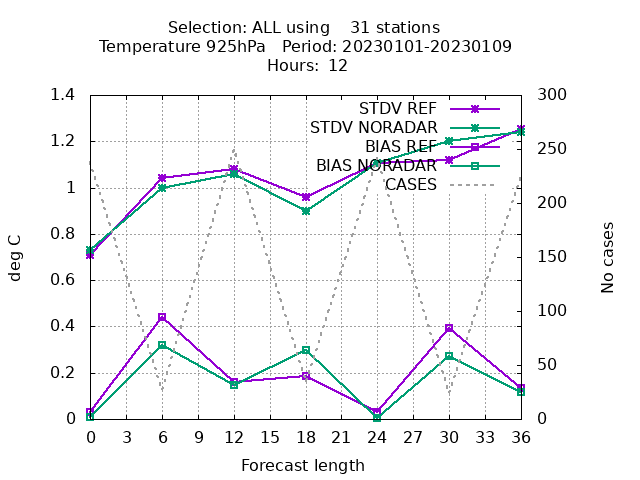 Selection: ALL using    31 stations
Temperature 925hPa   Period: 20230101-20230109
Hours: 12
STDV REF
STDV NORADAR
BIAS REF
BIAS NORADAR
CASES
deg C
1.4
1.2
1
0.8
0.6
0.4
0.2
0
No cases
300
250
200
150
100
50
0
0 3 6 9 12 15 18 21 24 27 30 33 36
Forecast length